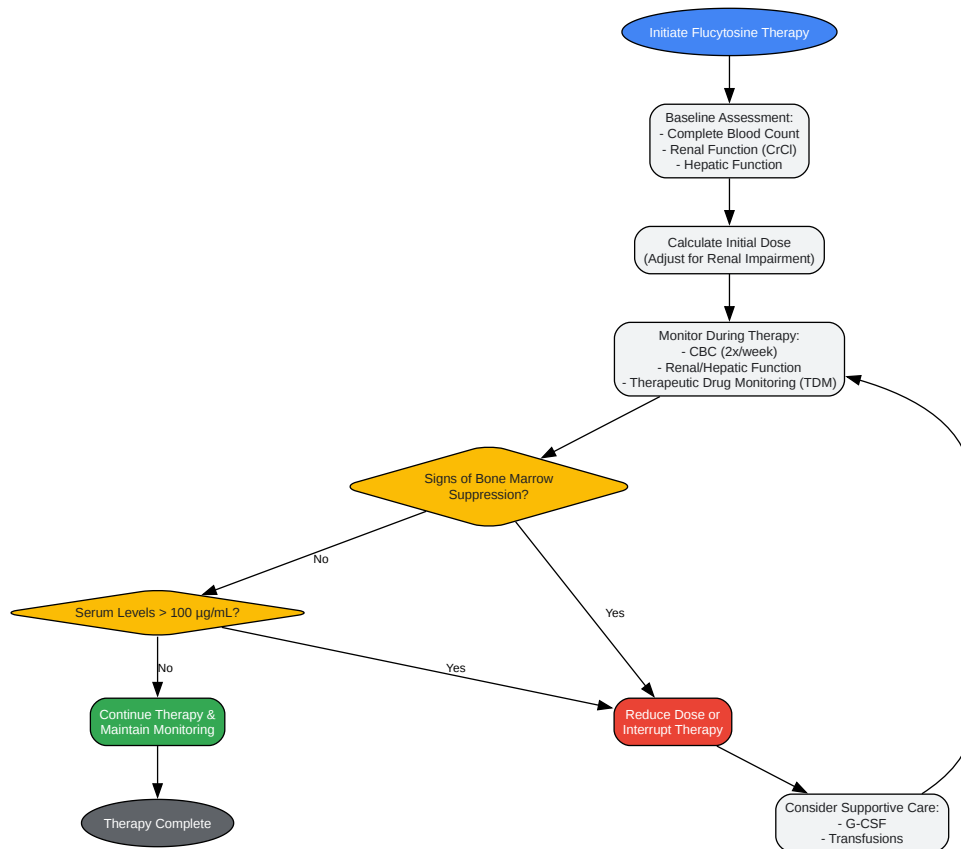 Initiate Flucytosine Therapy
Baseline Assessment:
- Complete Blood Count
- Renal Function (CrCl)
- Hepatic Function
Calculate Initial Dose
(Adjust for Renal Impairment)
Monitor During Therapy:
- CBC (2x/week)
- Renal/Hepatic Function
- Therapeutic Drug Monitoring (TDM)
Signs of Bone Marrow
Suppression?
No
Yes
Serum Levels > 100 µg/mL?
No
Yes
Continue Therapy &
Maintain Monitoring
Reduce Dose or
Interrupt Therapy
Therapy Complete
Consider Supportive Care:
- G-CSF
- Transfusions